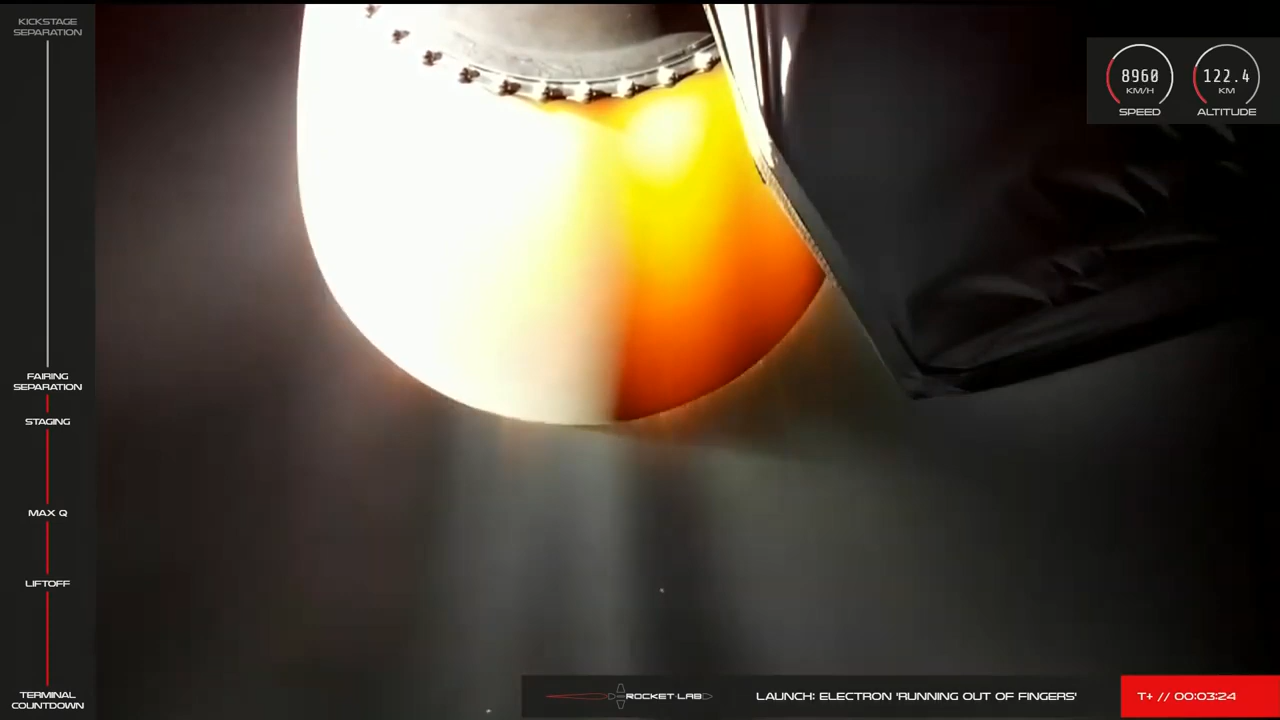 KICKSTAGE
SEPARATION
FAIRING
SEPARATION
STAGING
MAX Q
LIFTOFF
TERMINAL
COUNTDOWN
8960
KM/H
SPEED
122.4
KM
ALTITUDE
ROCKET LAB
LAUNCH: ELECTRON 'RUNNING OUT OF FINGERS'
T+ // 00:03:24